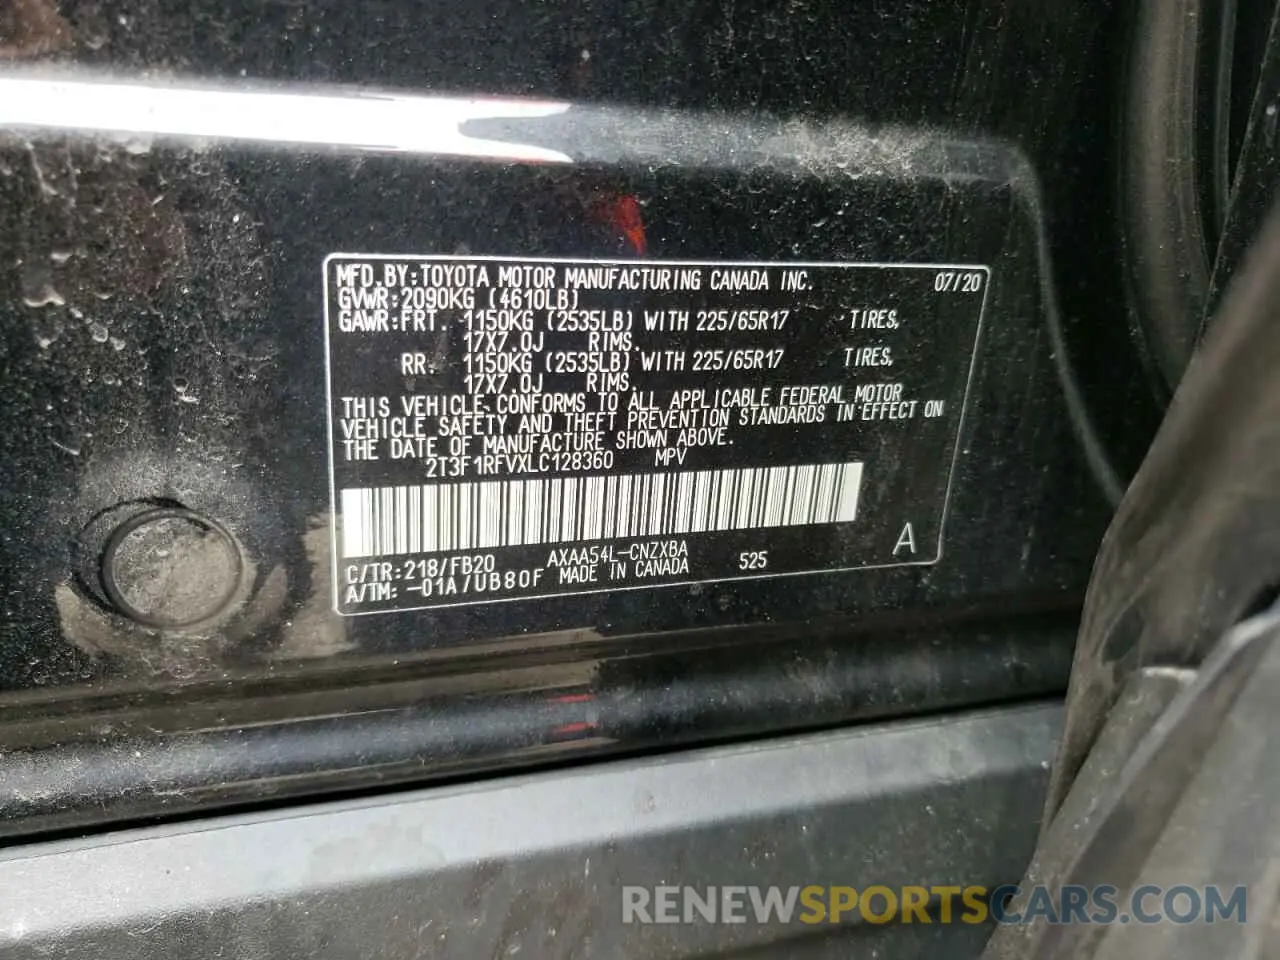 MFD.BY:TOYOTA MOTOR MANUFACTURING CANADA INC. 07/20
GVWR:2090KG (4610LB)
GAWR:FRT. 1150KG (2535LB) WITH 225/65R17 TIRES,
17X7.0J RIMS.
RR. 1150KG (2535LB) WITH 225/65R17 TIRES,
17X7.0J RIMS.
THIS VEHICLE CONFORMS TO ALL APPLICABLE FEDERAL MOTOR
VEHICLE SAFETY AND THEFT PREVENTION STANDARDS IN EFFECT ON
THE DATE OF MANUFACTURE SHOWN ABOVE.
2T3F1RFVXLC128360 MPV
C/TR:218/FB20 AXAA54L-CNZXBA 525 A
A/TM: -01A/UB80F MADE IN CANADA
RENEWSPORTSCARS.COM